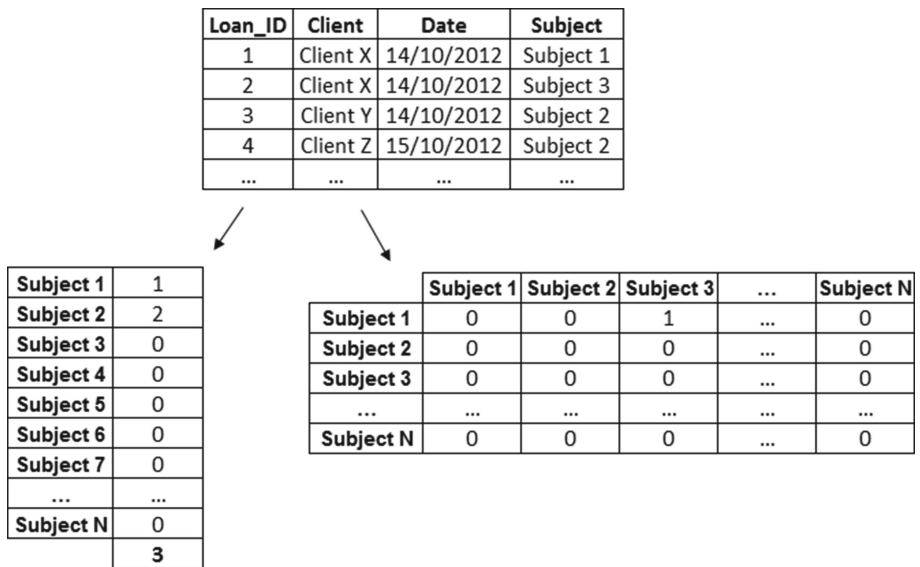 Loan_ID Client Date Subject
1 Client X 14/10/2012 Subject 1
2 Client X 14/10/2012 Subject 3
3 Client Y 14/10/2012 Subject 2
4 Client Z 15/10/2012 Subject 2
... ... ... ...
Subject 1 1
Subject 2 2
Subject 3 0
Subject 4 0
Subject 5 0
Subject 6 0
Subject 7 0
... ...
Subject N 0
3
Subject 1 Subject 2 Subject 3 ... Subject N
Subject 1 0 0 1 ... 0
Subject 2 0 0 0 ... 0
Subject 3 0 0 0 ... 0
... ... ... ... ... ...
Subject N 0 0 0 ... 0